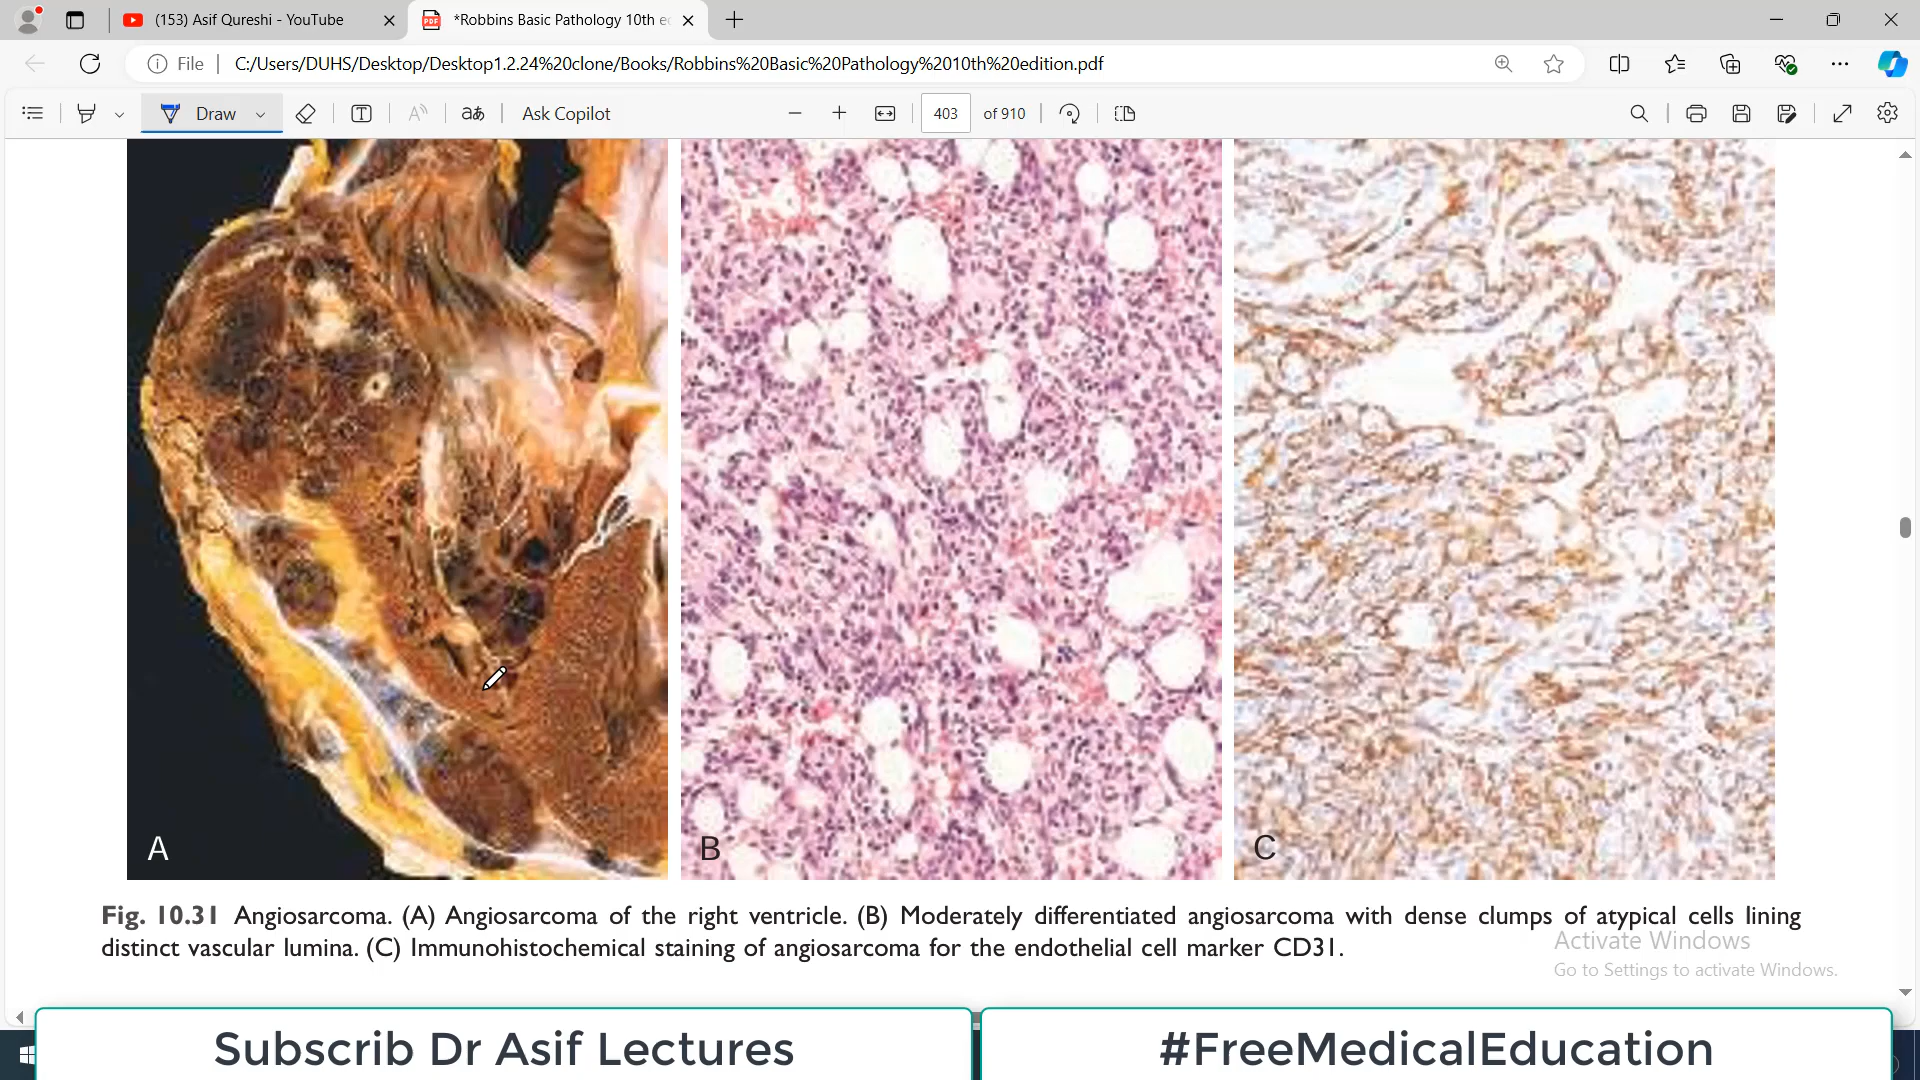 (153) Asif Qureshi - YouTube
*Robbins Basic Pathology 10th e
File
C:/Users/DUHS/Desktop/Desktop1.2.24%20clone/Books/Robbins%20Basic%20Pathology%2010th%20edition.pdf
Draw
aあ
Ask Copilot
403 of 910
A
B
C
Fig. 10.31 Angiosarcoma. (A) Angiosarcoma of the right ventricle. (B) Moderately differentiated angiosarcoma with dense clumps of atypical cells lining
distinct vascular lumina. (C) Immunohistochemical staining of angiosarcoma for the endothelial cell marker CD31.
Activate Windows
Go to Settings to activate Windows.
Subscrib Dr Asif Lectures
#FreeMedicalEducation